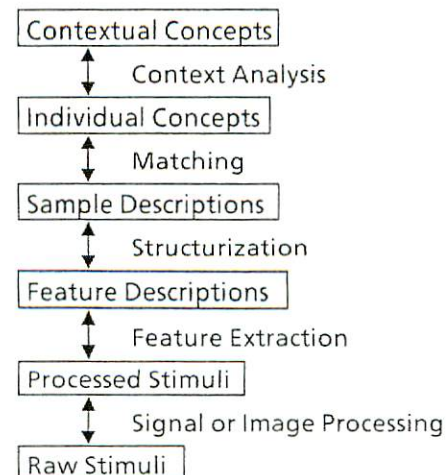 Contextual Concepts
Context Analysis
Individual Concepts
Matching
Sample Descriptions
Structurization
Feature Descriptions
Feature Extraction
Processed Stimuli
Signal or Image Processing
Raw Stimuli